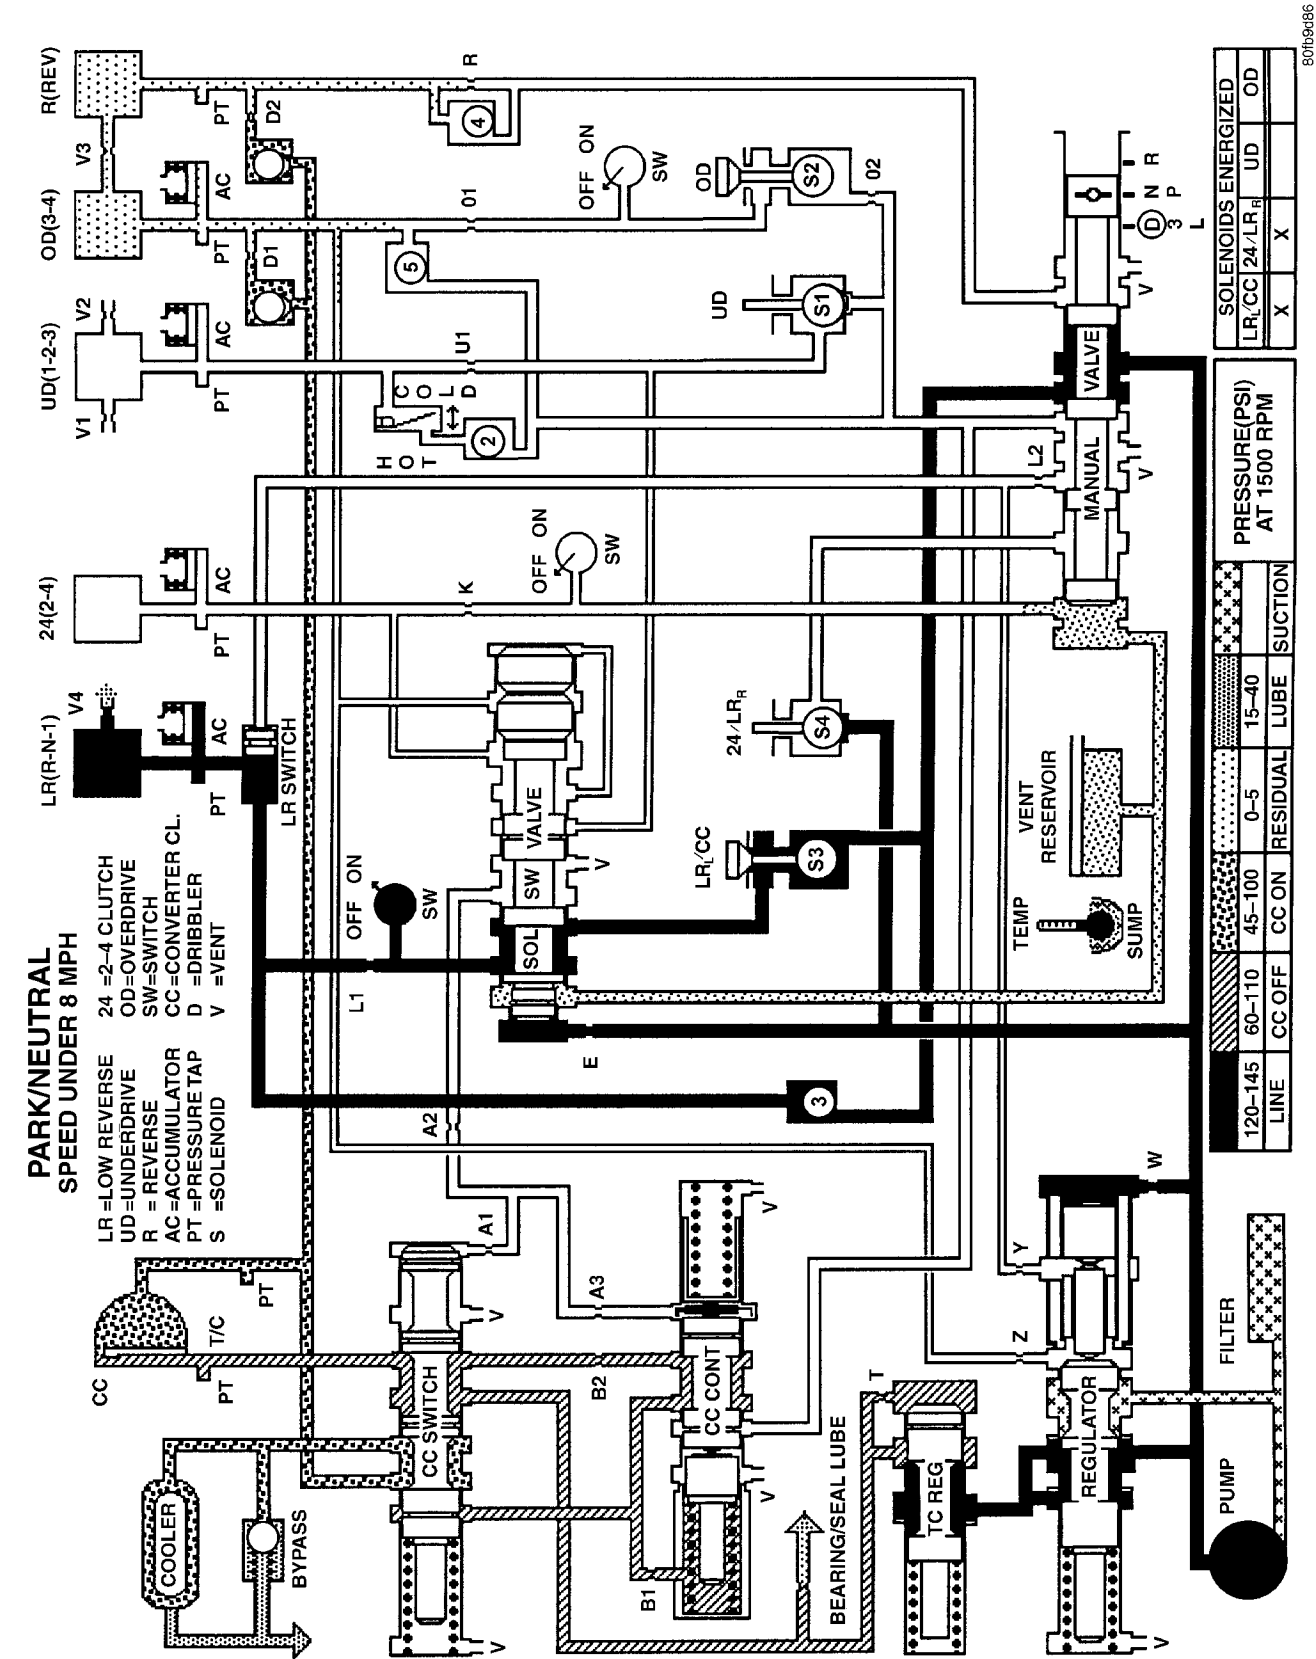 PARK/NEUTRAL
SPEED UNDER 8 MPH
LR =LOW REVERSE
UD=UNDERDRIVE
R = REVERSE
AC =ACCUMULATOR
PT =PRESSURE TAP
S =SOLENOID
24 =2–4 CLUTCH
OD=OVERDRIVE
SW=SWITCH
CC=CONVERTER CL.
D =DRIBBLER
V =VENT
LR(R-N-1)
V4
24(2-4)
UD(1-2-3)
V1
V2
OD(3-4)
V3
R(REV)
PT
AC
PT
AC
PT
AC
PT
AC
PT
D1
D2
LR SWITCH
CC
T/C
PT
PT
COOLER
BYPASS
CC SWITCH
V
V
A1
A2
A3
L1
OFF ON
SW
K
OFF ON
SW
HOT
COLD
2
U1
5
01
R
4
OFF ON
SW
E
SOL SW VALVE
V
B1
B2
CC CONT
V
V
3
LRL/CC
S3
24/LRR
S4
UD
S1
OD
S2
02
BEARING/SEAL LUBE
T
TC REG
TEMP
SUMP
VENT
RESERVOIR
Z
Y
W
L2
REGULATOR
V
MANUAL VALVE
V
V
D N R
3 P
L
PUMP
FILTER
120–145
60–110
45–100
0–5
15–40
PRESSURE(PSI)
AT 1500 RPM
LINE
CC OFF
CC ON
RESIDUAL
LUBE
SUCTION
SOLENOIDS ENERGIZED
LRL/CC
24/LRR
UD
OD
X
X
80fb9d86